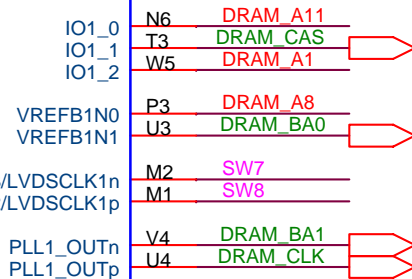 IO1_0 N6 DRAM_A11
IO1_1 T3 DRAM_CAS
IO1_2 W5 DRAM_A1
VREFB1N0 P3 DRAM_A8
VREFB1N1 U3 DRAM_BA0
/LVDSCLK1n M2 SW7
/LVDSCLK1p M1 SW8
PLL1_OUTn V4 DRAM_BA1
PLL1_OUTp U4 DRAM_CLK